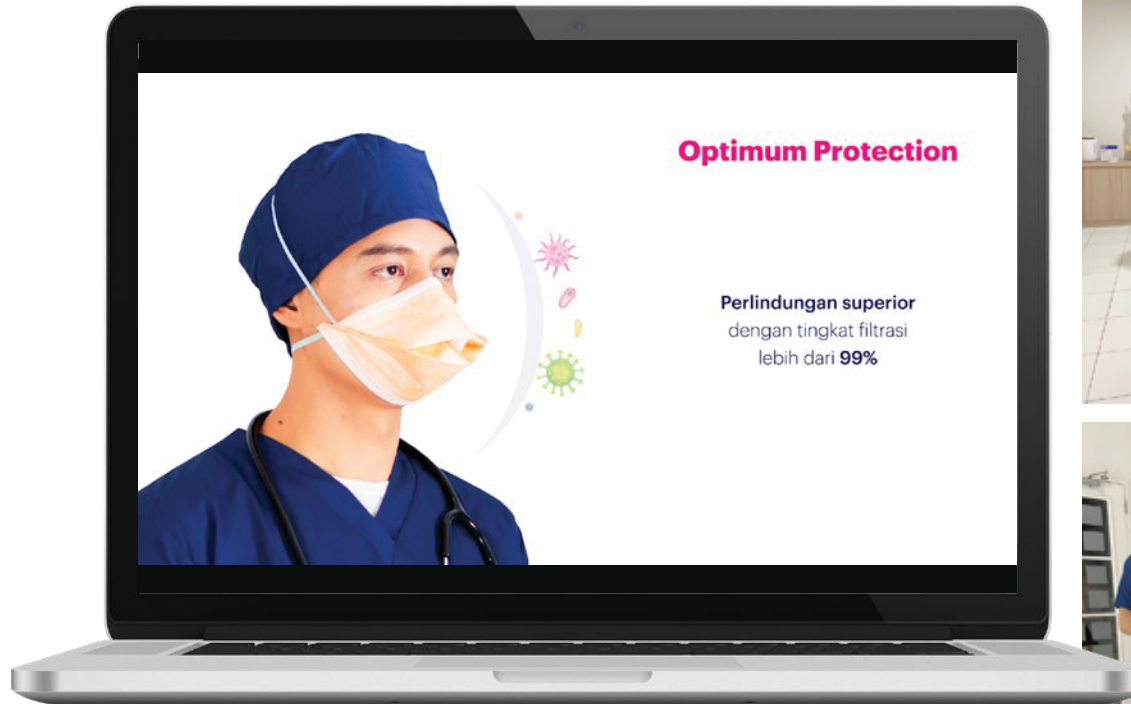 Optimum Protection
Perlindungan superior
dengan tingkat filtrasi
lebih dari 99%